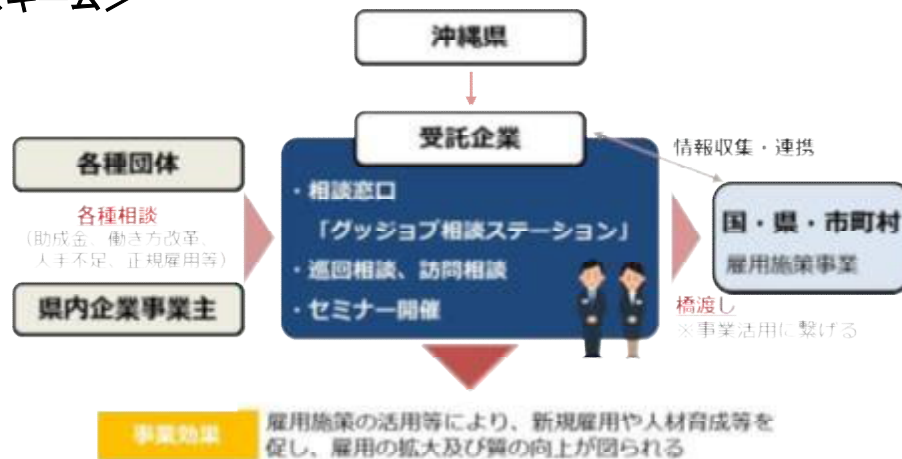 スキーム＞
沖縄県
受託企業
各種団体
各種相談
（助成金、働き方改革、
人手不足、正規雇用等）
県内企業事業主
・相談窓口
「グッジョブ相談ステーション」
・巡回相談、訪問相談
・セミナー開催
情報収集・連携
国・県・市町村
雇用施策事業
橋渡し
※事業活用に繋げる
事業効果
雇用施策の活用等により、新規雇用や人材育成等を
促し、雇用の拡大及び質の向上が図られる